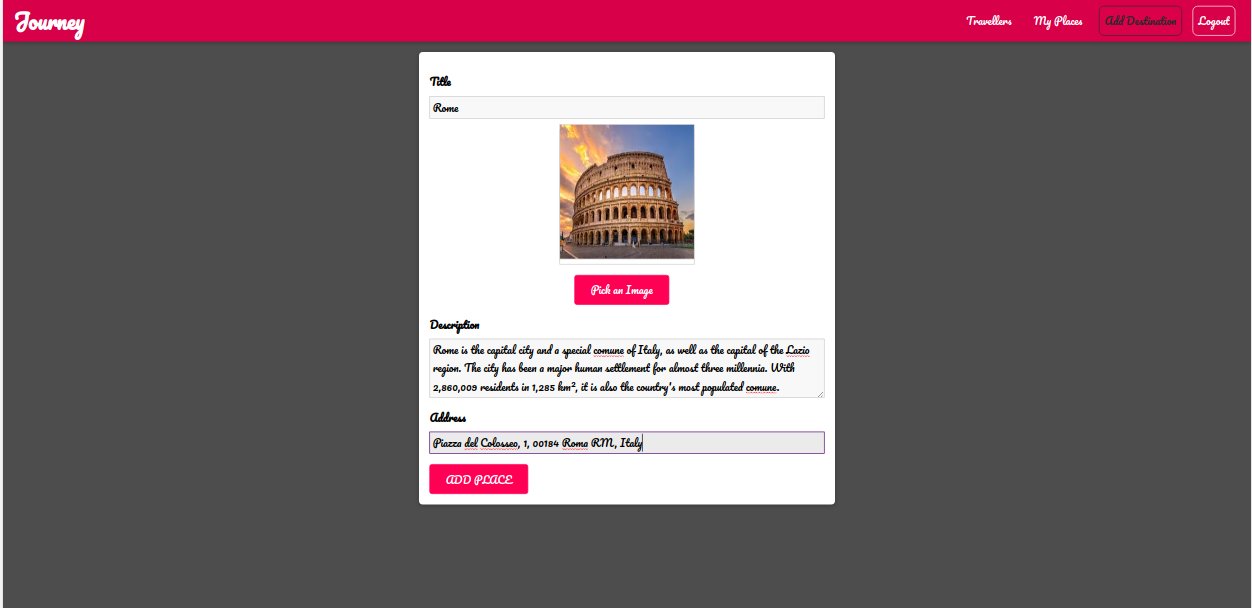 Journey
Travellers
My Places
Add Destination
Logout
Title
Rome
Pick an Image
Description
Rome is the capital city and a special comune of Italy, as well as the capital of the Lazio
region. The city has been a major human settlement for almost three millennia. With
2,860,009 residents in 1,285 km², it is also the country's most populated comune.
Address
Piazza del Colosseo, 1, 00184 Roma RM, Italy
ADD PLACE